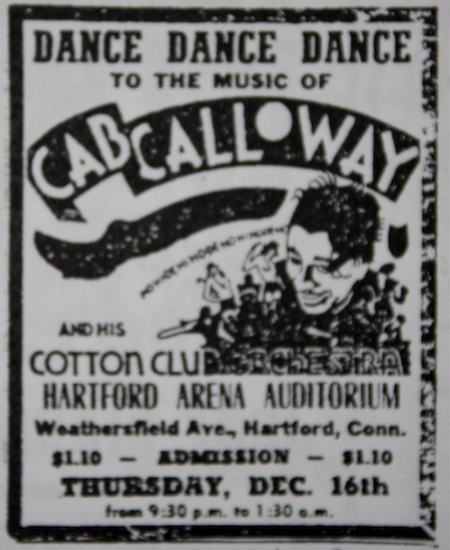 DANCE DANCE DANCE
TO THE MUSIC OF
CAB CALLOWAY
AND HIS
COTTON CLUB ORCHESTRA
HARTFORD ARENA AUDITORIUM
Weathersfield Ave., Hartford, Conn.
$1.10 — ADMISSION — $1.10
THURSDAY, DEC. 16th
from 9:30 p.m. to 1:30 a.m.